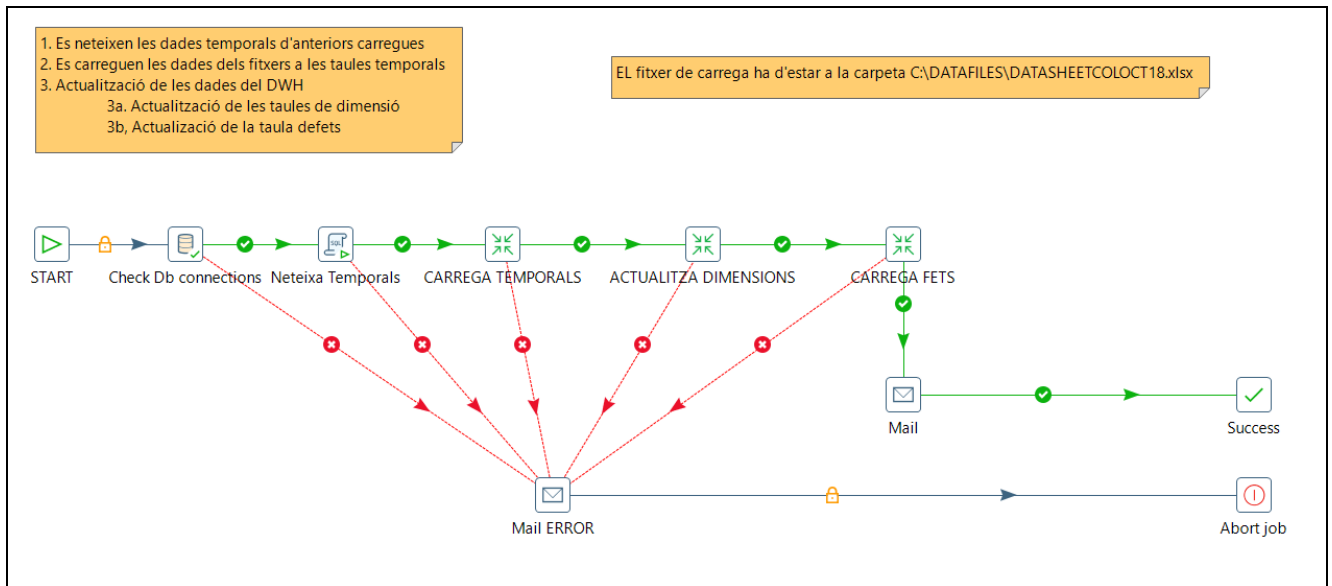 1. Es neteixen les dades temporals d'anteriors carregues
2. Es carreguen les dades dels fitxers a les taules temporals
3. Actualització de les dades del DWH
3a. Actualització de les taules de dimensió
3b, Actualizació de la taula defets
EL fitxer de carrega ha d'estar a la carpeta C:\DATAFILES\DATASHEETCOLOCT18.xlsx
SQL
START
Check Db connections
Neteixa Temporals
CARREGA TEMPORALS
ACTUALITZA DIMENSIONS
CARREGA FETS
Mail
Success
Mail ERROR
Abort job